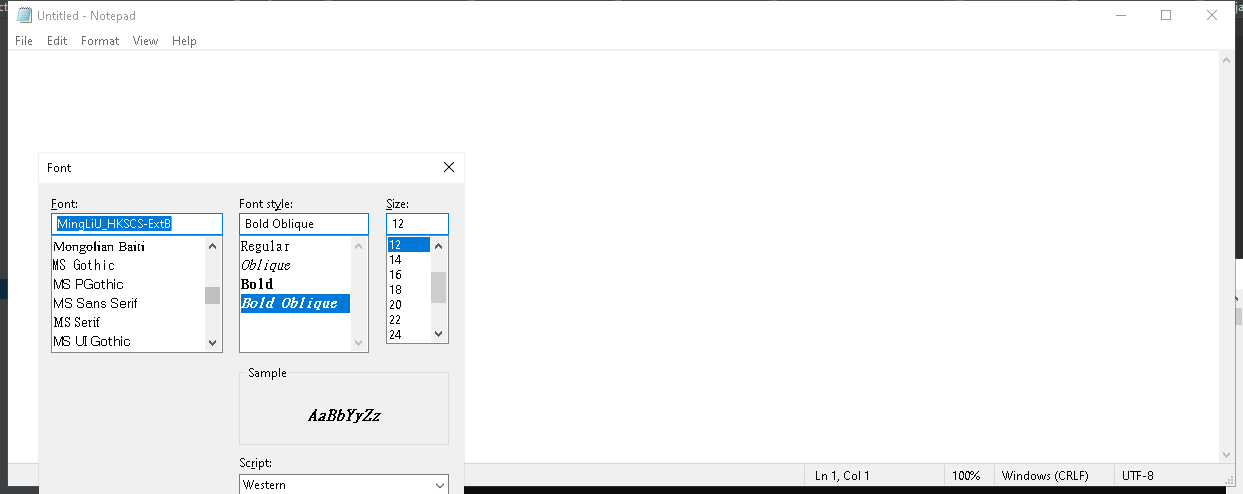 Untitled - Notepad
File Edit Format View Help
Font
Font: Font style: Size:
MingLiU_HKSCS-ExtB Bold Oblique 12
Mongolian Baiti Regular 12
MS Gothic Oblique 14
MS PGothic Bold 16
MS Sans Serif Bold Oblique 18
MS Serif 20
MS UI Gothic 22
24
Sample
AaBbYyZz
Script:
Western
Ln 1, Col 1 100% Windows (CRLF) UTF-8